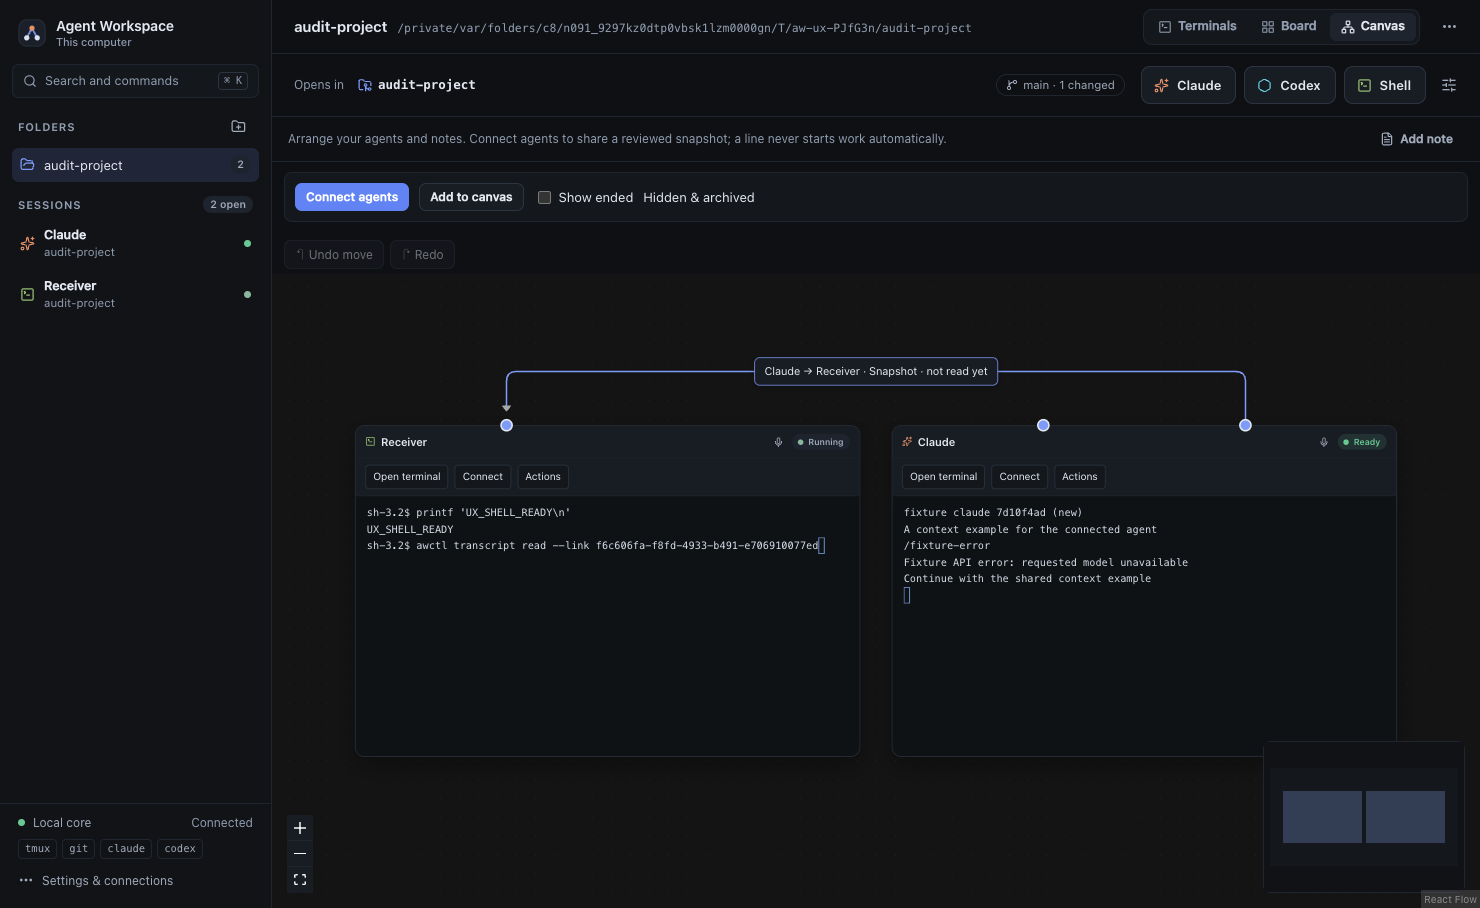 Agent Workspace
This computer
Search and commands ⌘ K
FOLDERS
audit-project 2
SESSIONS 2 open
Claude
audit-project
Receiver
audit-project
Local core Connected
tmux git claude codex
Settings & connections
audit-project /private/var/folders/c8/n091_9297kz0dtp0vbsk1lzm0000gn/T/aw-ux-PJfG3n/audit-project
Terminals Board Canvas
Opens in audit-project
main · 1 changed
Claude Codex Shell
Arrange your agents and notes. Connect agents to share a reviewed snapshot; a line never starts work automatically.
Add note
Connect agents Add to canvas Show ended Hidden & archived
Undo move Redo
Claude → Receiver · Snapshot · not read yet
Receiver Running
Open terminal Connect Actions
sh-3.2$ printf 'UX_SHELL_READY\n'
UX_SHELL_READY
sh-3.2$ awctl transcript read --link f6c606fa-f8fd-4933-b491-e706910077ed
Claude Ready
Open terminal Connect Actions
fixture claude 7d10f4ad (new)
A context example for the connected agent
/fixture-error
Fixture API error: requested model unavailable
Continue with the shared context example
React Flow